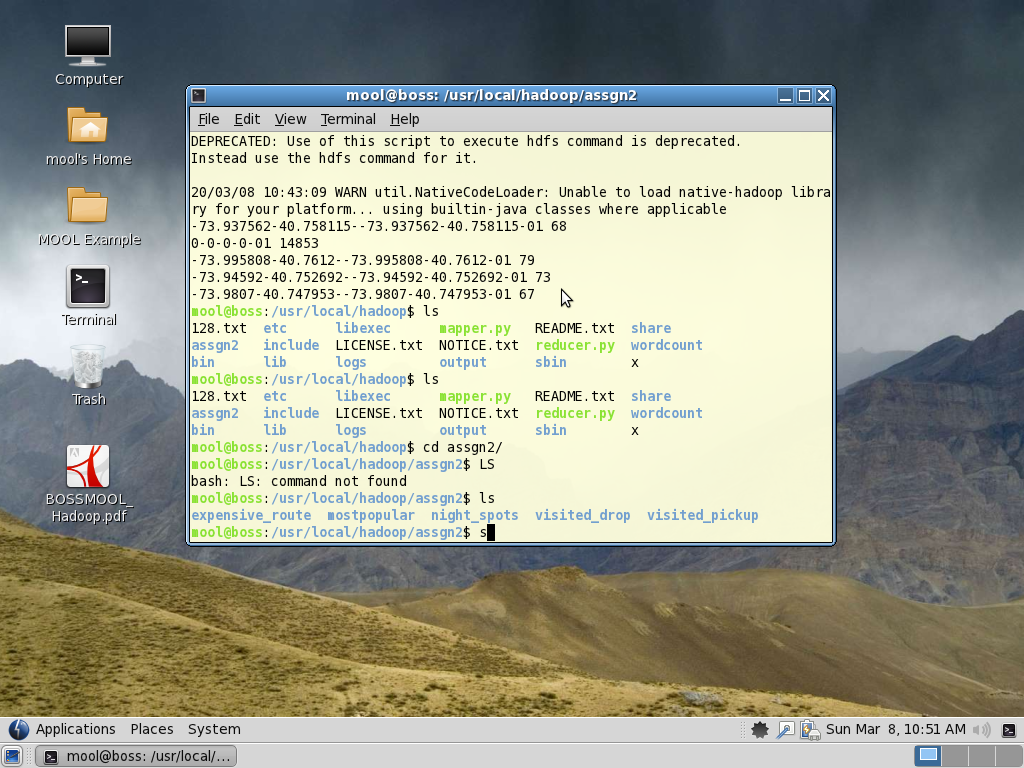 Computer
mool's Home
MOOL Example
Terminal
Trash
BOSSMOOL_
Hadoop.pdf
mool@boss: /usr/local/hadoop/assgn2
File Edit View Terminal Help
DEPRECATED: Use of this script to execute hdfs command is deprecated.
Instead use the hdfs command for it.
20/03/08 10:43:09 WARN util.NativeCodeLoader: Unable to load native-hadoop libra
ry for your platform... using builtin-java classes where applicable
-73.937562-40.758115--73.937562-40.758115-01 68
0-0-0-0-01 14853
-73.995808-40.7612--73.995808-40.7612-01 79
-73.94592-40.752692--73.94592-40.752692-01 73
-73.9807-40.747953--73.9807-40.747953-01 67
mool@boss:/usr/local/hadoop$ ls
128.txt etc libexec mapper.py README.txt share
assgn2 include LICENSE.txt NOTICE.txt reducer.py wordcount
bin lib logs output sbin x
mool@boss:/usr/local/hadoop$ ls
128.txt etc libexec mapper.py README.txt share
assgn2 include LICENSE.txt NOTICE.txt reducer.py wordcount
bin lib logs output sbin x
mool@boss:/usr/local/hadoop$ cd assgn2/
mool@boss:/usr/local/hadoop/assgn2$ LS
bash: LS: command not found
mool@boss:/usr/local/hadoop/assgn2$ ls
expensive_route mostpopular night_spots visited_drop visited_pickup
mool@boss:/usr/local/hadoop/assgn2$ s
Applications Places System Sun Mar 8, 10:51 AM
mool@boss: /usr/local/...